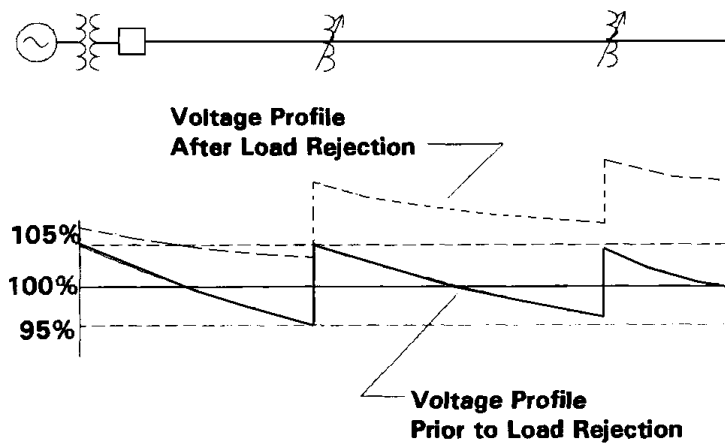 Voltage Profile
After Load Rejection
105%
100%
95%
Voltage Profile
Prior to Load Rejection